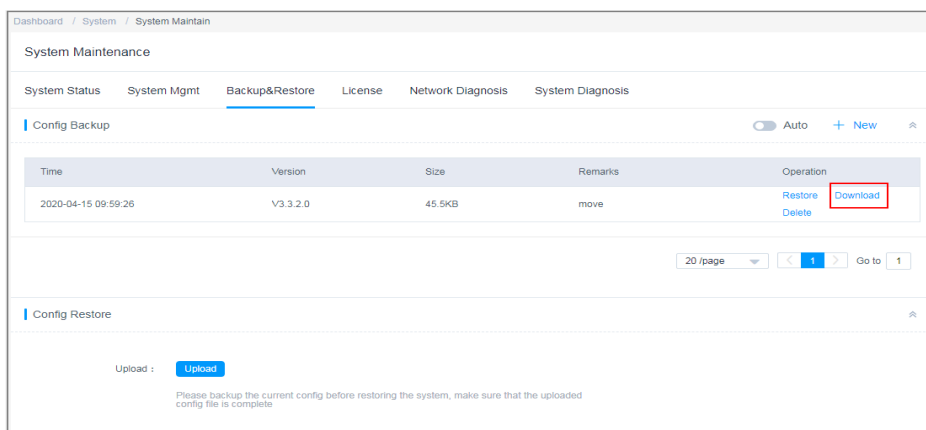 Dashboard / System / System Maintain
System Maintenance
System Status System Mgmt Backup&Restore License Network Diagnosis System Diagnosis
Config Backup Auto + New
Time Version Size Remarks Operation
2020-04-15 09:59:26 V3.3.2.0 45.5KB move Restore Download
Delete
20 /page < 1 > Go to 1
Config Restore
Upload : Upload
Please backup the current config before restoring the system, make sure that the uploaded
config file is complete